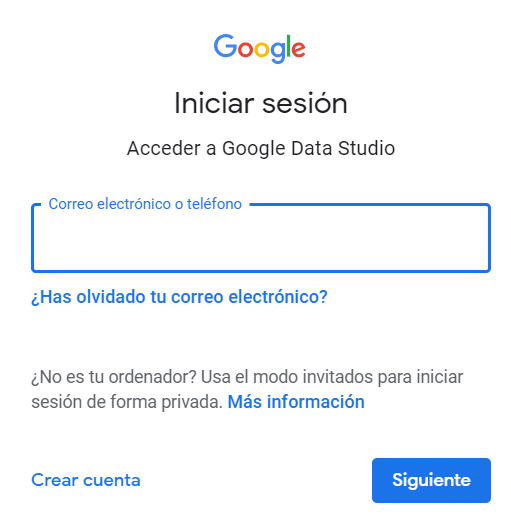 Google
Iniciar sesión
Acceder a Google Data Studio
Correo electrónico o teléfono
¿Has olvidado tu correo electrónico?
¿No es tu ordenador? Usa el modo invitados para iniciar
sesión de forma privada. Más información
Crear cuenta
Siguiente